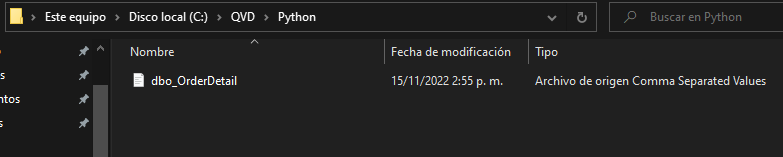 Este equipo > Disco local (C:) > QVD > Python
Buscar en Python
Nombre Fecha de modificación Tipo
dbo_OrderDetail 15/11/2022 2:55 p. m. Archivo de origen Comma Separated Values
s
ntos
s